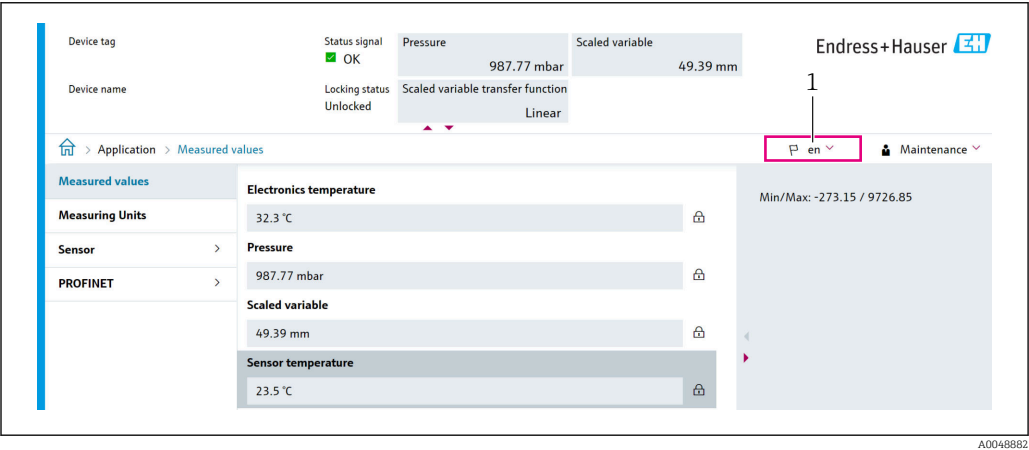 Device tag
Status signal
OK
Pressure
987.77 mbar
Scaled variable
49.39 mm
Endress+Hauser EH
Device name
Locking status
Unlocked
Scaled variable transfer function
Linear
1
> Application > Measured values
en
Maintenance
Measured values
Measuring Units
Sensor >
PROFINET >
Electronics temperature
32.3 °C
Pressure
987.77 mbar
Scaled variable
49.39 mm
Sensor temperature
23.5 °C
Min/Max: -273.15 / 9726.85
A0048882